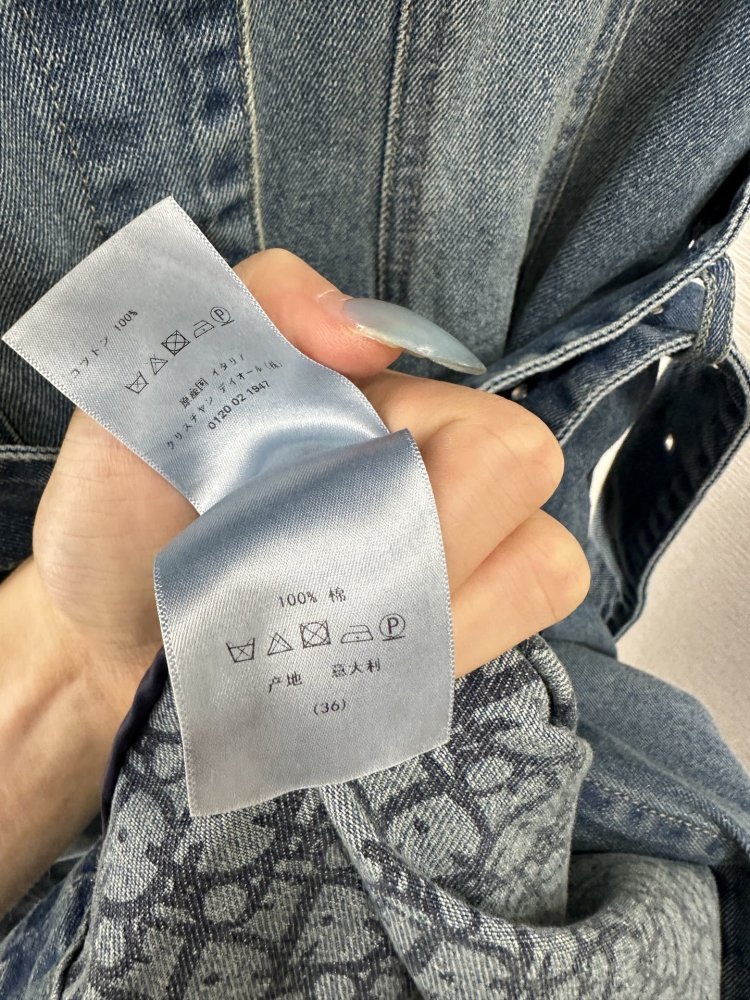 コットン 100%
P
原産国 イタリア
クリスチャン ディオール(株)
0120 02 1947
100% 棉
P
产地 意大利
(36)